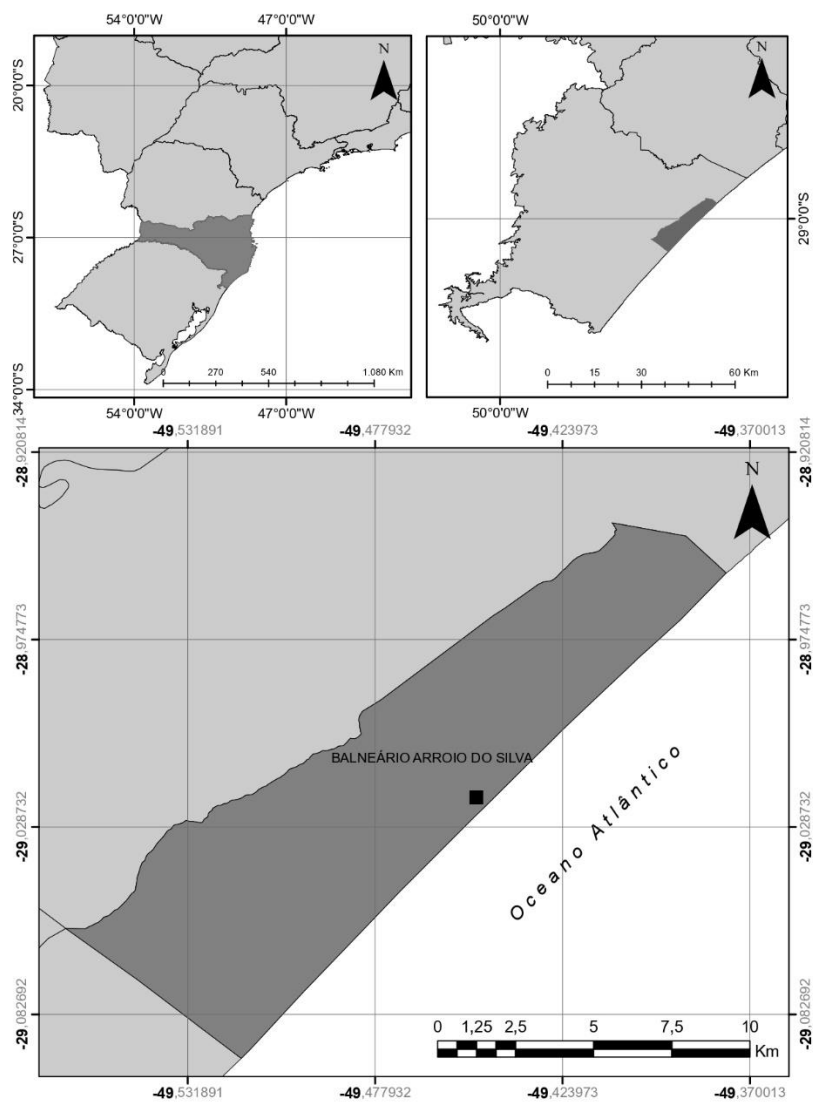 54°0'0"W
47°0'0"W
50°0'0"W
N
N
20°0'0"S
27°0'0"S
34°0'0"S
29°0'0"S
0
270
540
1.080 Km
0
15
30
60 Km
54°0'0"W
47°0'0"W
50°0'0"W
-49,531891
-49,477932
-49,423973
-49,370013
-28,920814
-28,920814
N
-28,974773
-28,974773
BALNEÁRIO ARROIO DO SILVA
-29,028732
-29,028732
Oceano Atlântico
-29,082692
-29,082692
0
1,25
2,5
5
7,5
10
Km
-49,531891
-49,477932
-49,423973
-49,370013